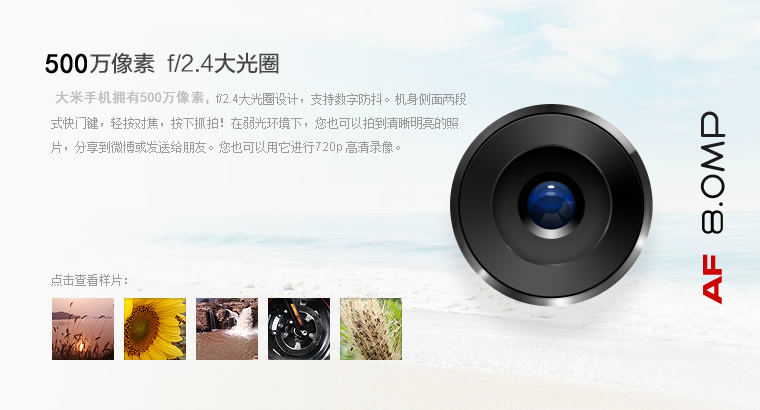 500万像素 f/2.4大光圈
大米手机拥有500万像素，f/2.4大光圈设计，支持数字防抖。机身侧面两段
式快门键，轻按对焦，按下抓拍！在弱光环境下，您也可以拍到清晰明亮的照
片，分享到微博或发送给朋友。您也可以用它进行720p 高清录像。
AF 8.0MP
点击查看样片：